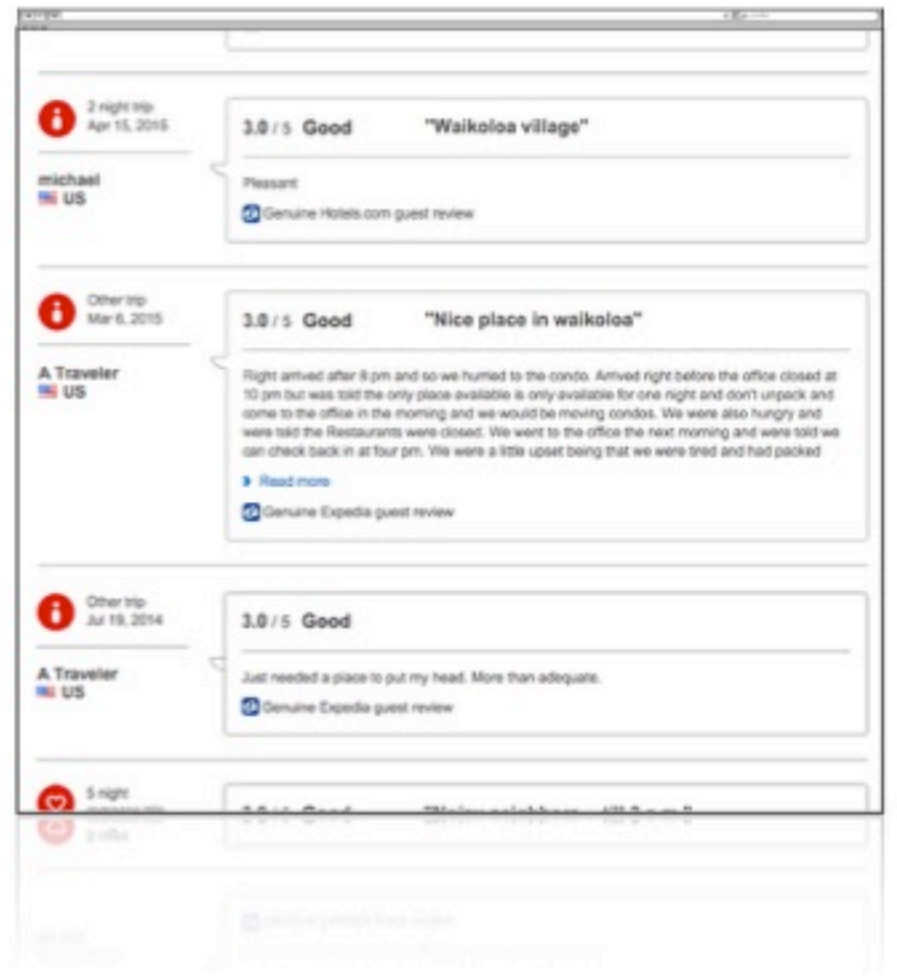 2 night trip
Apr 15, 2015
michael
US
3.0 / 5 Good "Waikoloa village"
Pleasant
Genuine Hotels.com guest review
Other trip
Mar 6, 2015
A Traveler
US
3.0 / 5 Good "Nice place in waikoloa"
Right arrived after 8 pm and so we hurried to the condo. Arrived right before the office closed at
10 pm but was told the only place available is only available for one night and don't unpack and
come to the office in the morning and we would be moving condos. We were also hungry and
were told the Restaurants were closed. We went to the office the next morning and were told we
can check back in at four pm. We were a little upset being that we were tired and had packed
Read more
Genuine Expedia guest review
Other trip
Jul 19, 2014
A Traveler
US
3.0 / 5 Good
Just needed a place to put my head. More than adequate.
Genuine Expedia guest review
5 night
3.0 / 5 Good